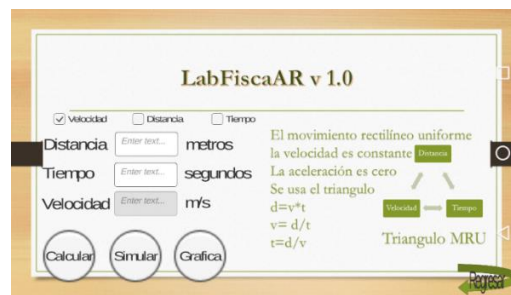 LabFiscaAR v 1.0
Velocidad Distancia Tiempo
Distancia Enter text... metros
Tiempo Enter text... segundos
Velocidad Enter text... m/s
Calcular Simular Grafica
El movimiento rectilíneo uniforme
la velocidad es constante
La aceleración es cero
Se usa el triangulo
d=v*t
v= d/t
t=d/v
Distancia
Velocidad Tiempo
Triangulo MRU
Regresar